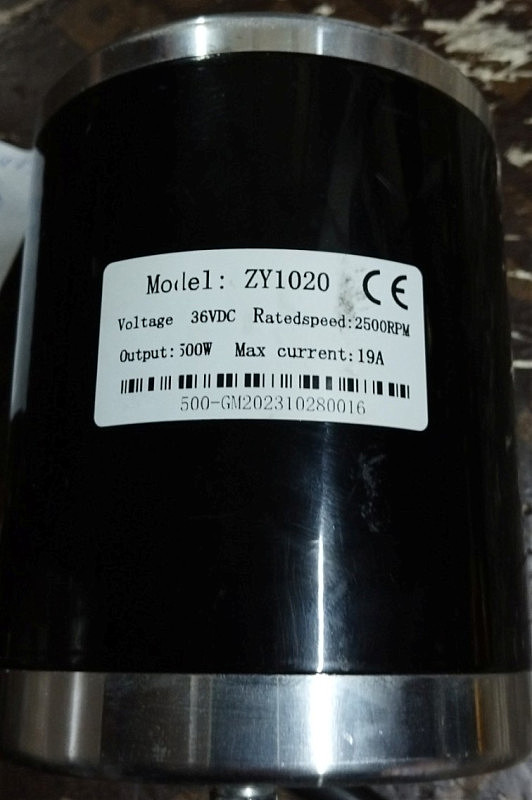 Model: ZY1020 CE
Voltage 36VDC Ratedspeed:2500RPM
Output:500W Max current:19A
500-GM202310280016